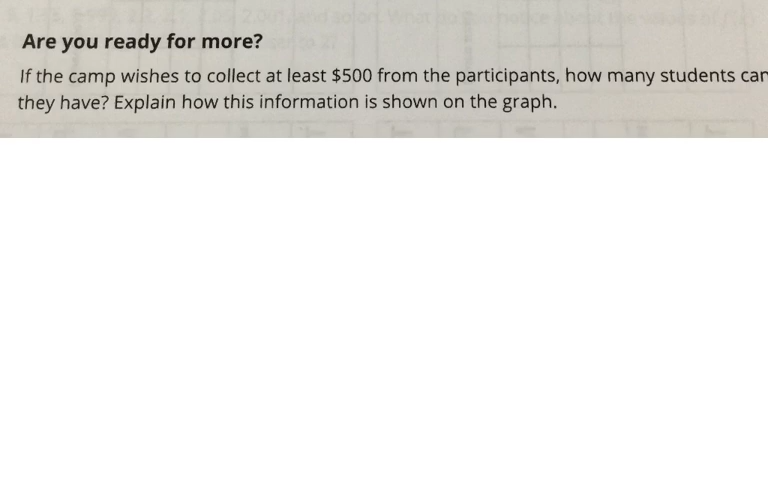 Are you ready for more?
If the camp wishes to collect at least $500 from the participants, how many students can
they have? Explain how this information is shown on the graph.